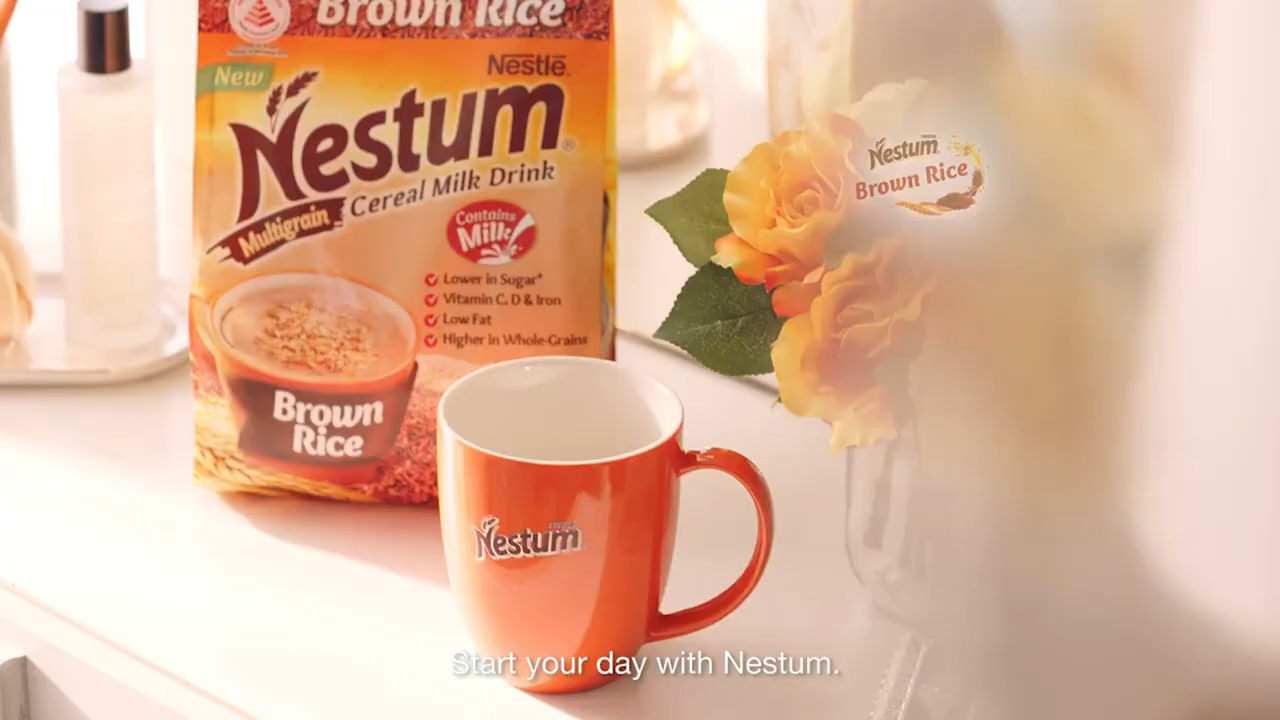 Brown Rice
New
Nestlē
Nestum®
Cereal Milk Drink
Multigrain
Contains
Milk
Lower in Sugar*
Vitamin C, D & Iron
Low Fat
Higher in Whole-Grains
Brown
Rice
Nestum
Nestum
Brown Rice
Start your day with Nestum.